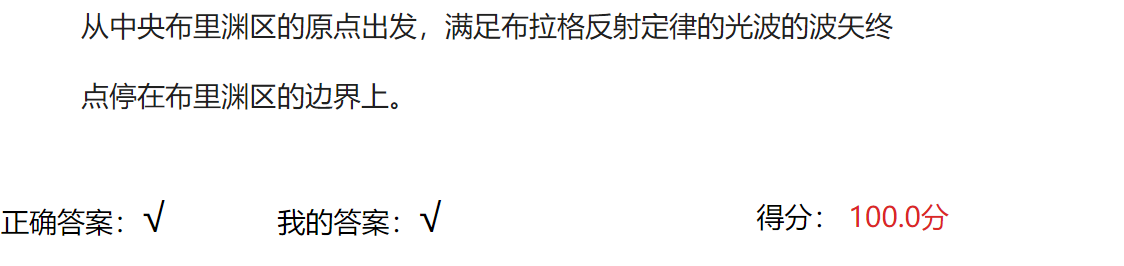 从中央布里渊区的原点出发，满足布拉格反射定律的光波的波矢终
点停在布里渊区的边界上。
正确答案：√ 我的答案：√ 得分： 100.0分